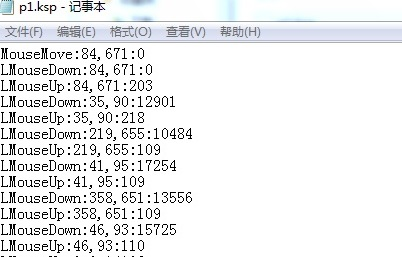 p1.ksp - 记事本
文件(F) 编辑(E) 格式(O) 查看(V) 帮助(H)
MouseMove:84,671:0
LMouseDown:84,671:0
LMouseUp:84,671:203
LMouseDown:35,90:12901
LMouseUp:35,90:218
LMouseDown:219,655:10484
LMouseUp:219,655:109
LMouseDown:41,95:17254
LMouseUp:41,95:109
LMouseDown:358,651:13556
LMouseUp:358,651:109
LMouseDown:46,93:15725
LMouseUp:46,93:110